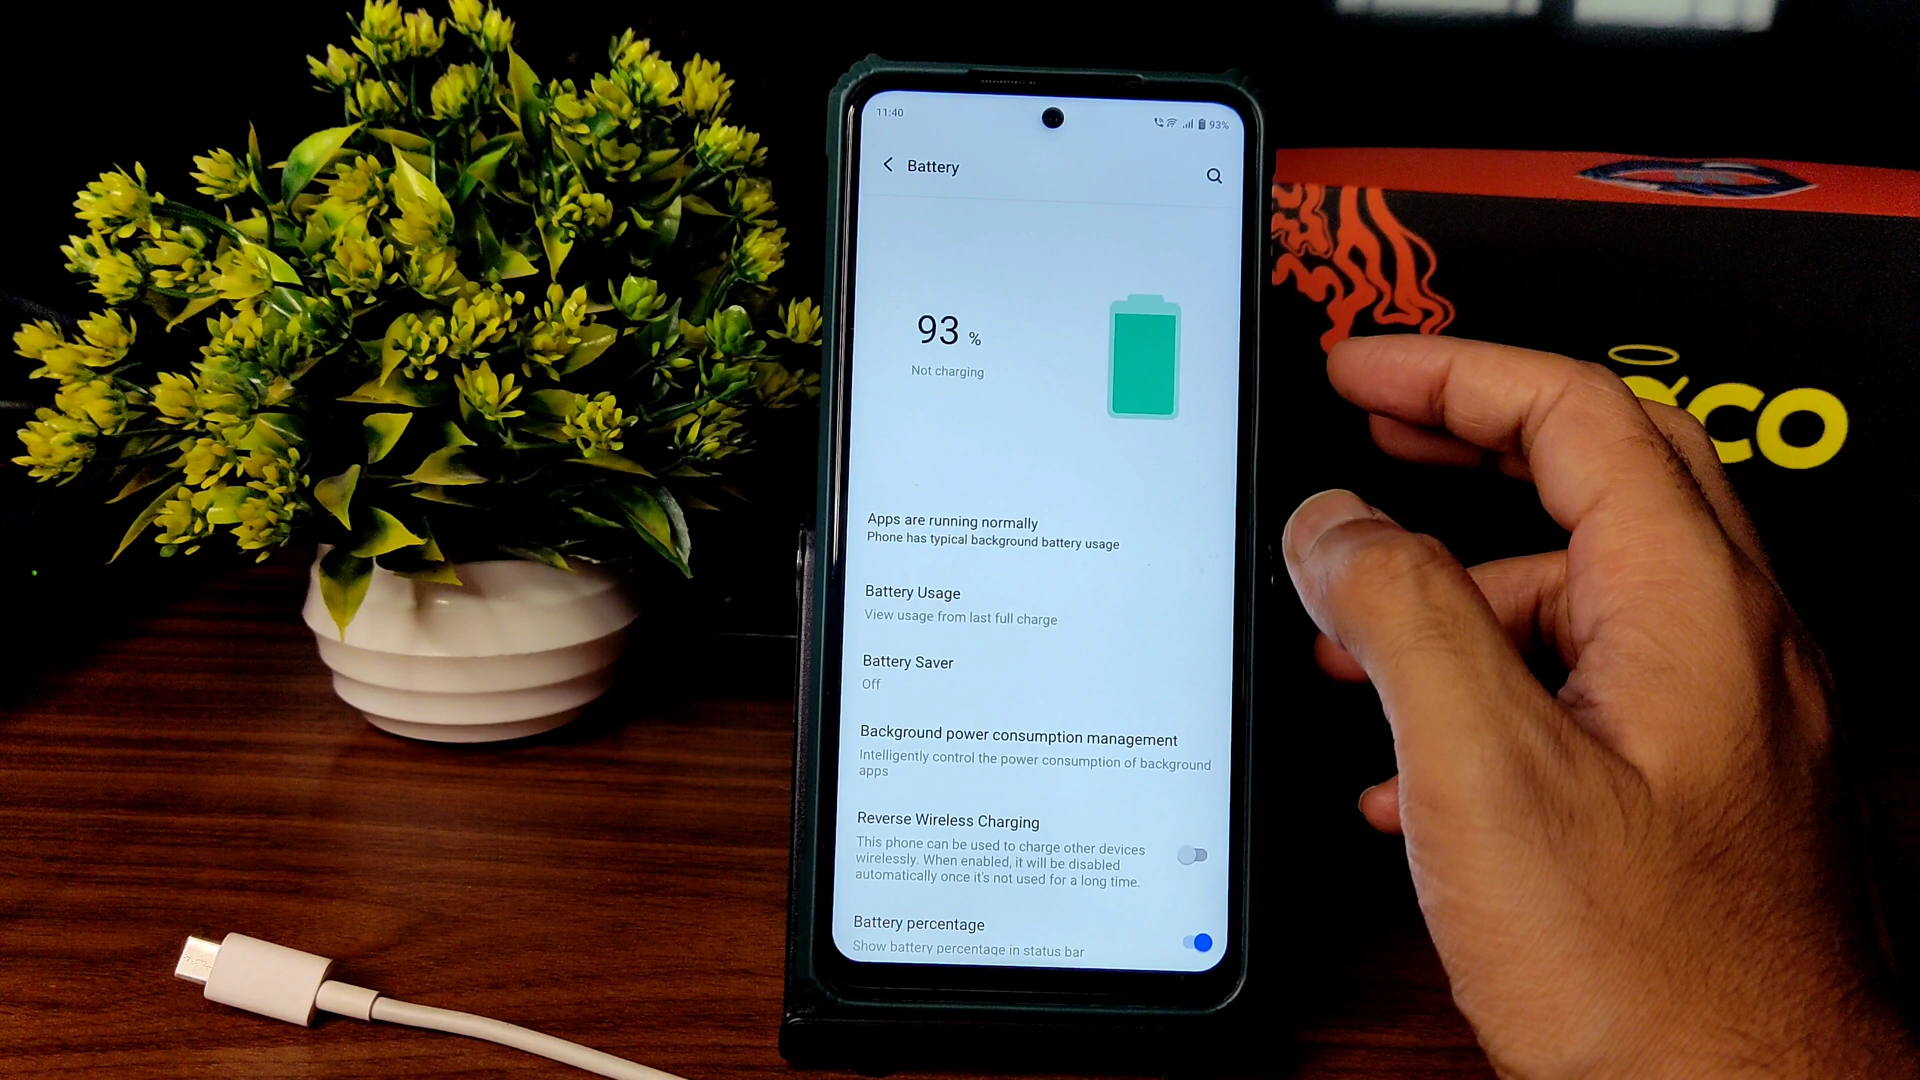 11:40
93%
Battery
93 %
Not charging
Apps are running normally
Phone has typical background battery usage
Battery Usage
View usage from last full charge
Battery Saver
Off
Background power consumption management
Intelligently control the power consumption of background
apps
Reverse Wireless Charging
This phone can be used to charge other devices
wirelessly. When enabled, it will be disabled
automatically once it's not used for a long time.
Battery percentage
Show battery percentage in status bar
oco